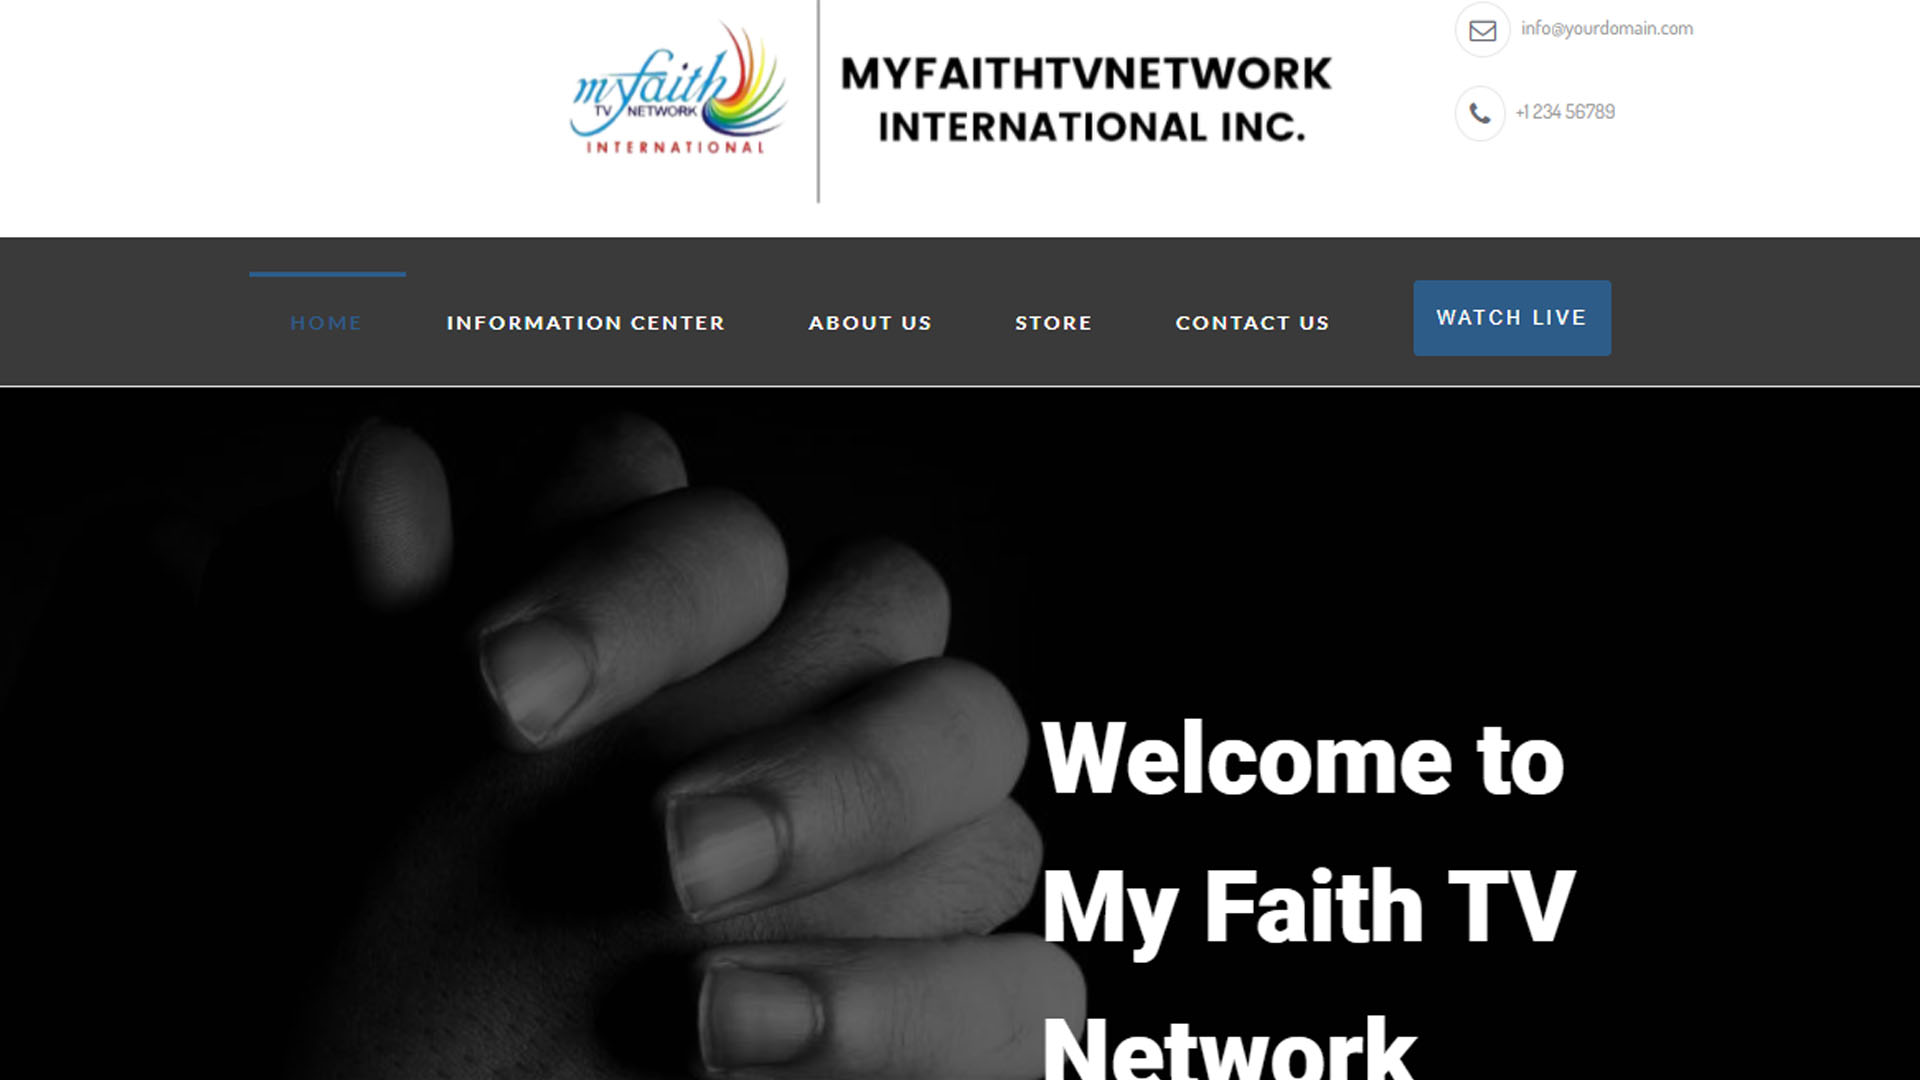 myfaith
TV NETWORK
INTERNATIONAL
MYFAITHTVNETWORK
INTERNATIONAL INC.
info@yourdomain.com
+1 234 56789
HOME
INFORMATION CENTER
ABOUT US
STORE
CONTACT US
WATCH LIVE
Welcome to
My Faith TV
Network